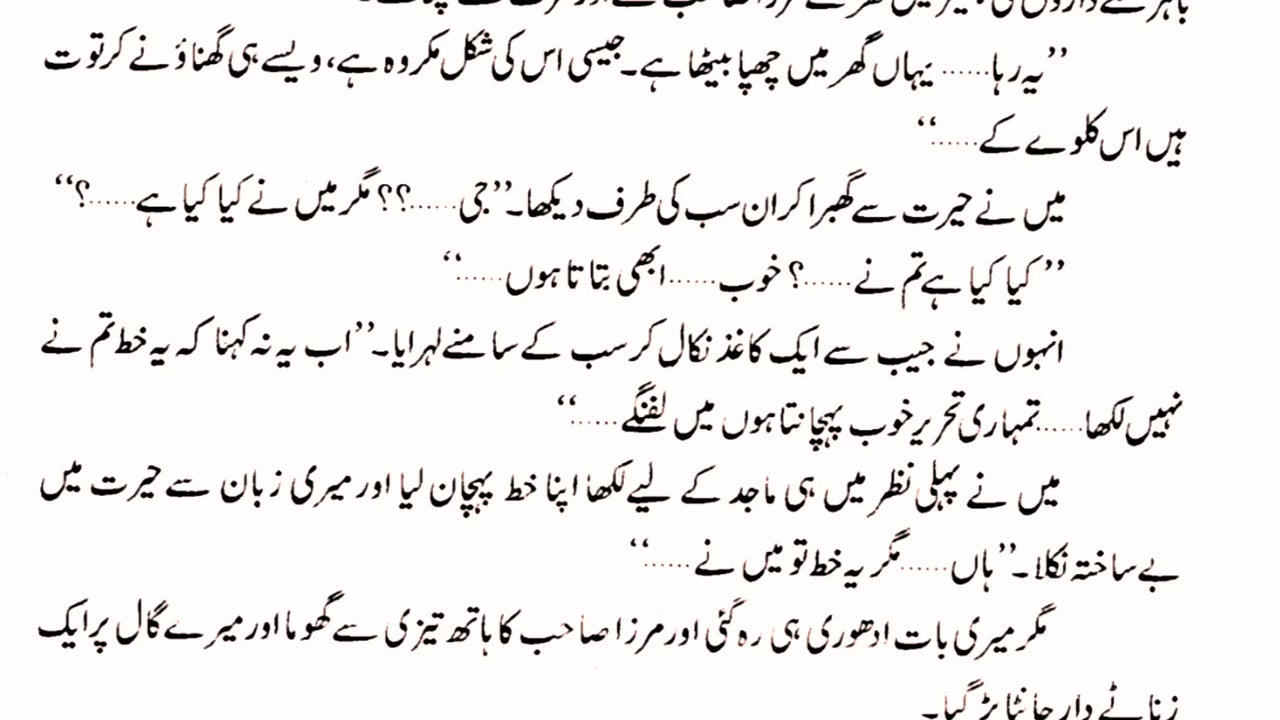 ”یہ رہا...... یہاں گھر میں چھپا بیٹھا ہے۔ جیسی اس کی شکل مکروہ ہے، ویسے ہی گھناؤنے کرتوت
ہیں اس کلوے کے......“
میں نے حیرت سے گھبرا کر ان سب کی طرف دیکھا۔ ”جی......؟؟ مگر میں نے کیا کیا ہے......؟“
”کیا کیا ہے تم نے......؟ خوب...... ابھی بتاتا ہوں......“
انہوں نے جیب سے ایک کاغذ نکال کر سب کے سامنے لہرایا۔ ”اب یہ نہ کہنا کہ یہ خط تم نے
نہیں لکھا...... تمہاری تحریر خوب پہچانتا ہوں میں لفنگے......“
میں نے پہلی نظر میں ہی ماجد کے لیے لکھا اپنا خط پہچان لیا اور میری زبان سے حیرت میں
بے ساختہ نکلا۔ ”ہاں...... مگر یہ خط تو میں نے......“
مگر میری بات ادھوری ہی رہ گئی اور مرزا صاحب کا ہاتھ تیزی سے گھوما اور میرے گال پر ایک
زناٹے دار چانٹا پڑ گیا۔